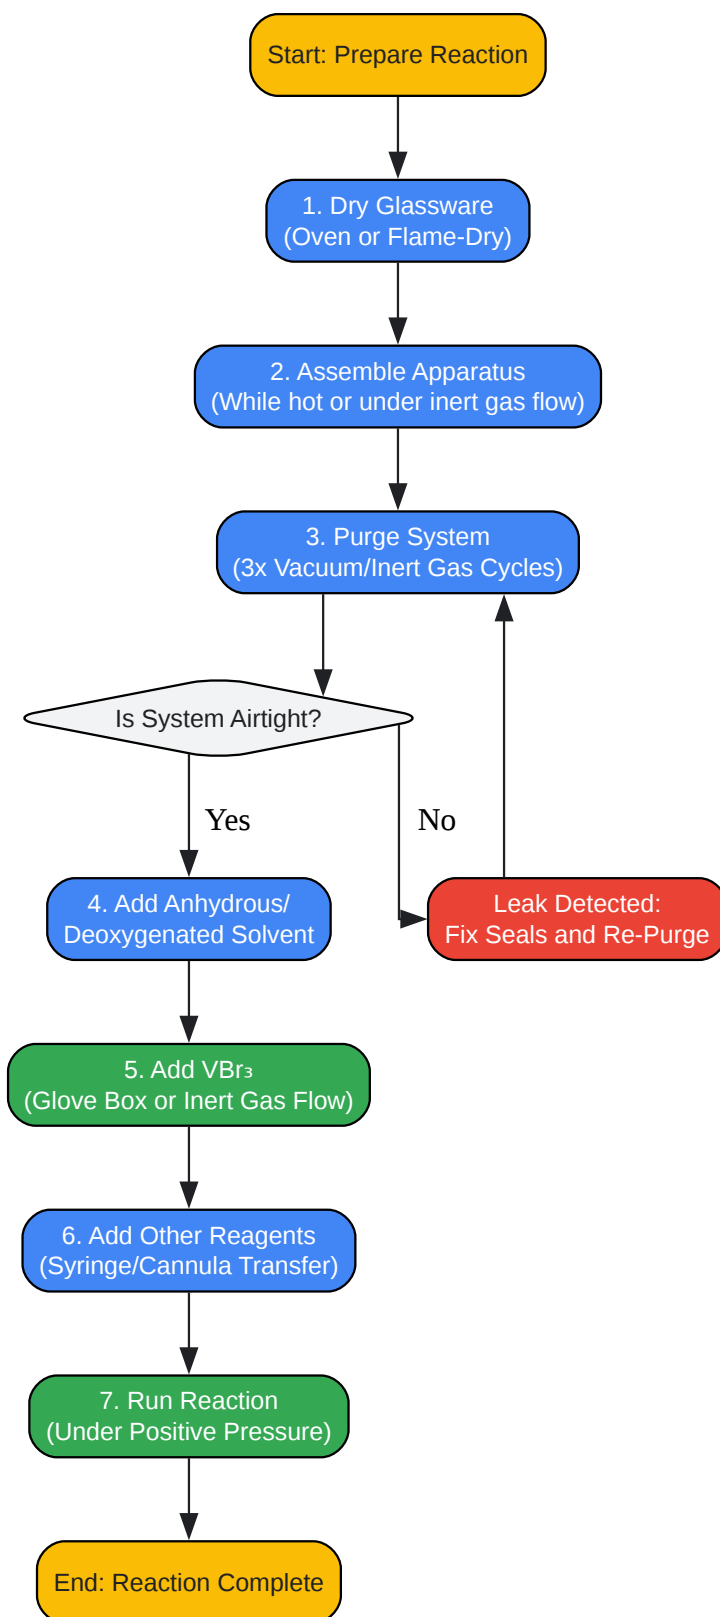 Start: Prepare Reaction
1. Dry Glassware
(Oven or Flame-Dry)
2. Assemble Apparatus
(While hot or under inert gas flow)
3. Purge System
(3x Vacuum/Inert Gas Cycles)
Is System Airtight?
Yes
No
4. Add Anhydrous/
Deoxygenated Solvent
Leak Detected:
Fix Seals and Re-Purge
5. Add VBr₃
(Glove Box or Inert Gas Flow)
6. Add Other Reagents
(Syringe/Cannula Transfer)
7. Run Reaction
(Under Positive Pressure)
End: Reaction Complete